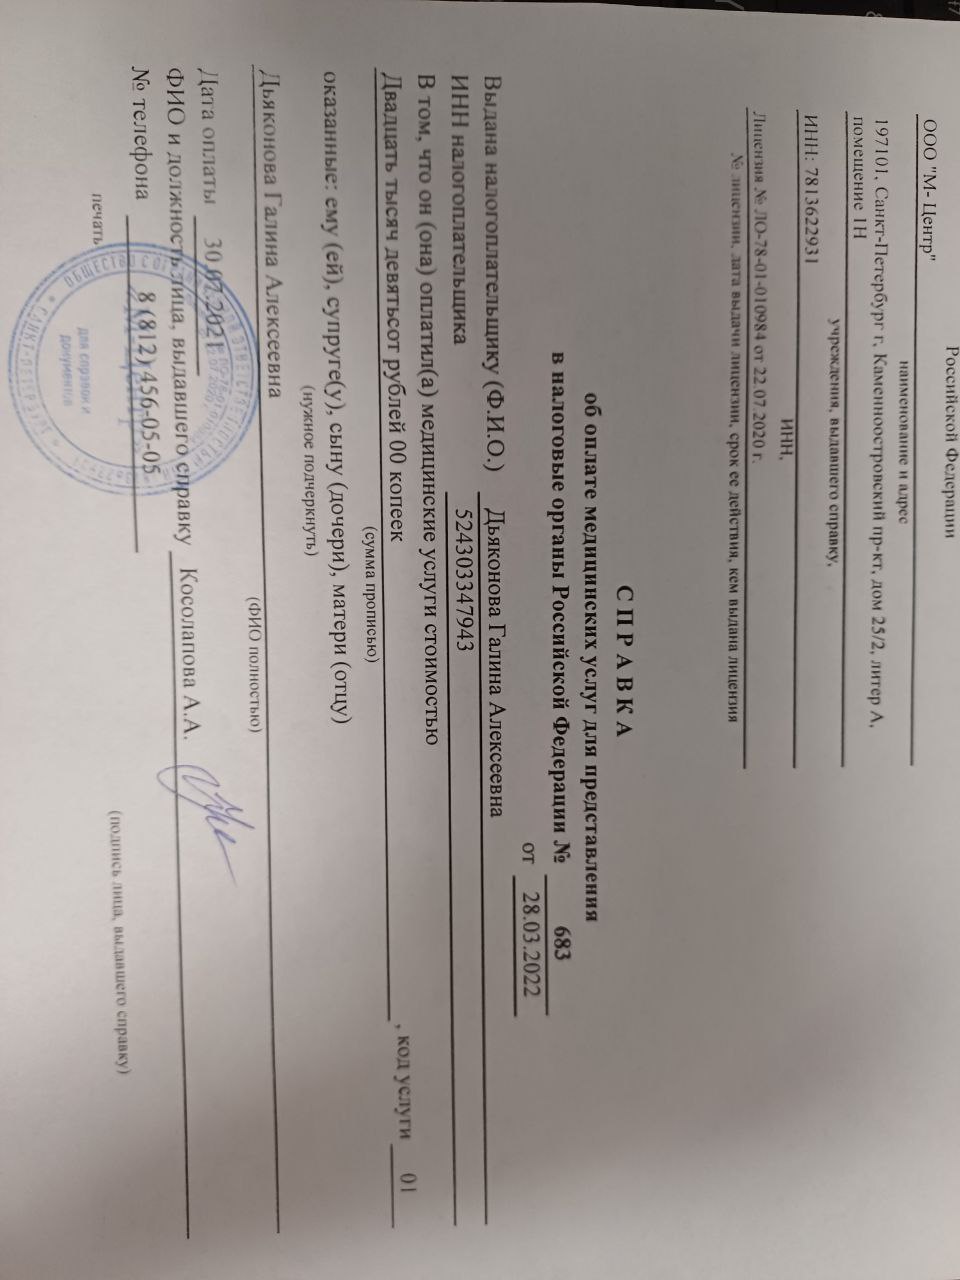 Российской Федерации
ООО "М- Центр"
наименование и адрес
197101, Санкт-Петербург г, Каменноостровский пр-кт, дом 25/2, литер А,
помещение 1Н
учреждения, выдавшего справку,
ИНН: 7813622931
ИНН,
Лицензия № ЛО-78-01-010984 от 22.07.2020 г.
№ лицензии, дата выдачи лицензии, срок ее действия, кем выдана лицензия
СПРАВКА
об оплате медицинских услуг для представления
в налоговые органы Российской Федерации № 683
от 28.03.2022
Выдана налогоплательщику (Ф.И.О.) Дьяконова Галина Алексеевна
ИНН налогоплательщика 524303347943
В том, что он (она) оплатил(а) медицинские услуги стоимостью
Двадцать тысяч девятьсот рублей 00 копеек , код услуги 01
(сумма прописью)
оказанные: ему (ей), супруге(у), сыну (дочери), матери (отцу)
(нужное подчеркнуть)
Дьяконова Галина Алексеевна
(ФИО полностью)
Дата оплаты 30.07.2021
ФИО и должность лица, выдавшего справку Косолапова А.А.
№ телефона 8 (812) 456-05-05
печать
(подпись лица, выдавшего справку)
для справок и
документов
САНКТ-ПЕТЕРБУРГ